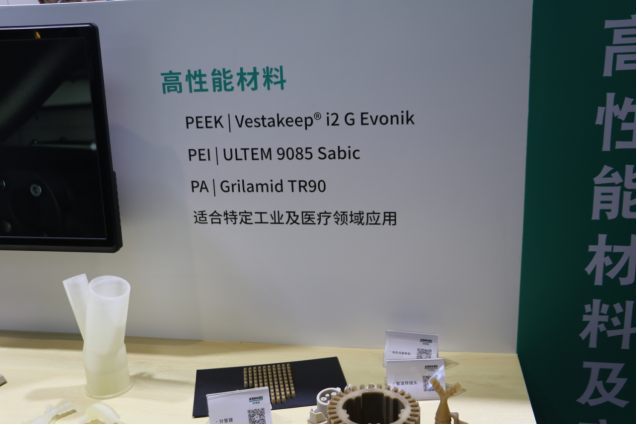 高性能材料
PEEK | Vestakeep® i2 G Evonik
PEI | ULTEM 9085 Sabic
PA | Grilamid TR90
适合特定工业及医疗领域应用
高性能材料及